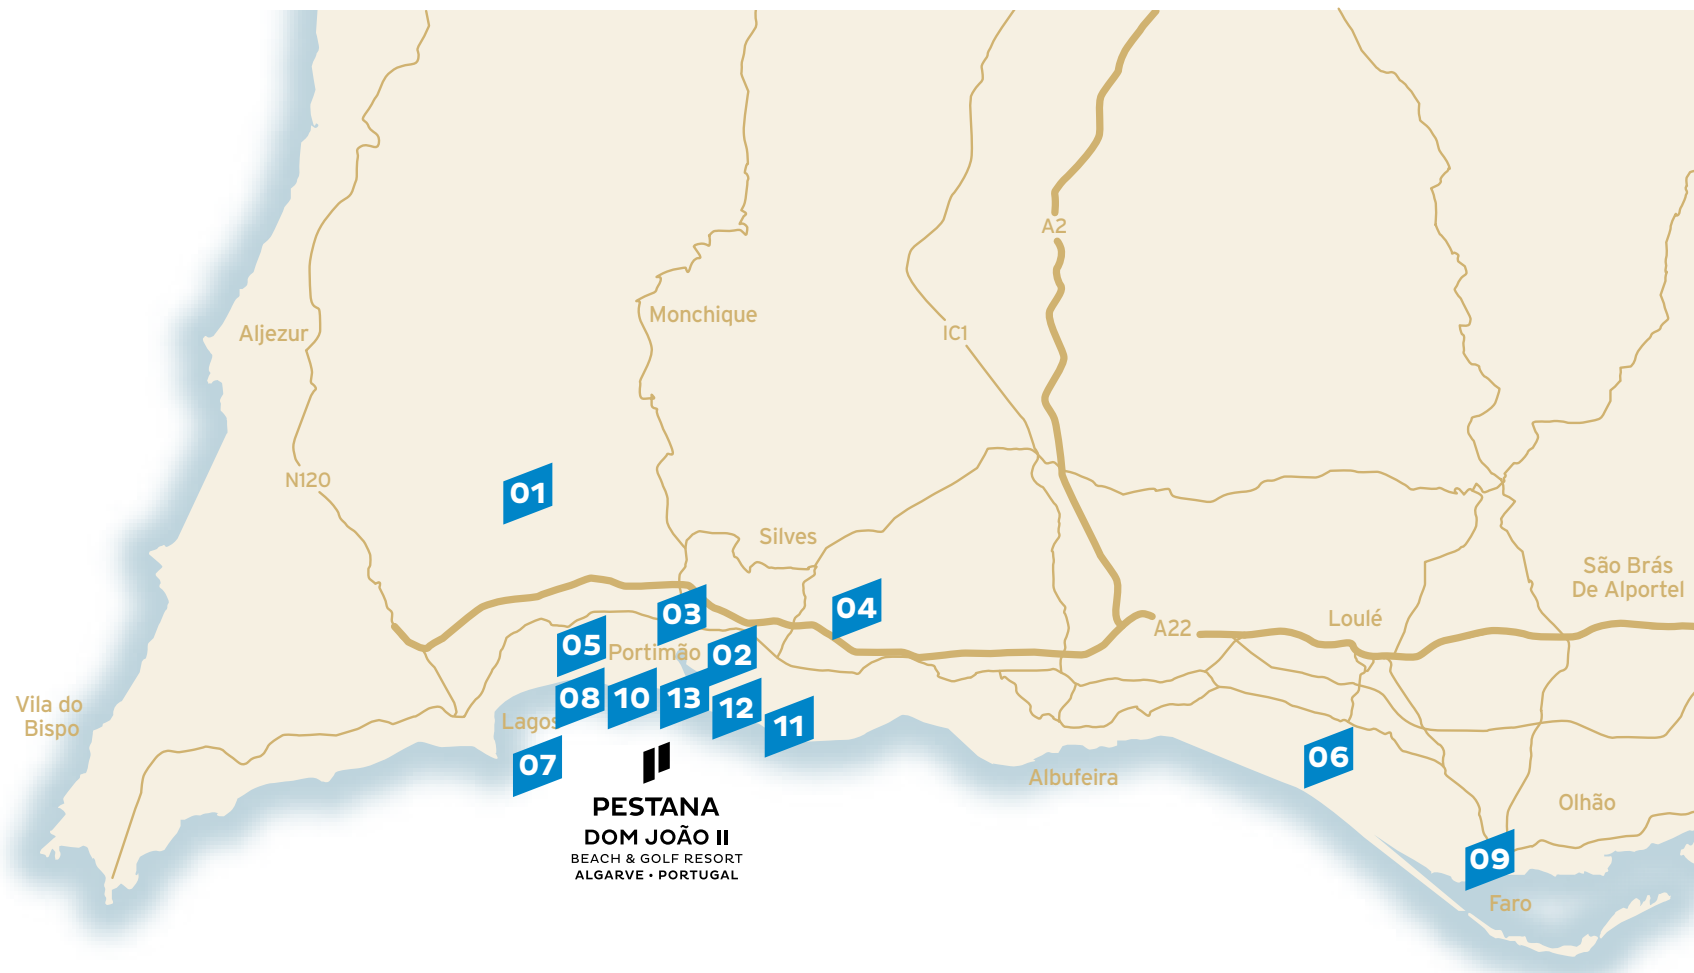 A2
Monchique
Aljezur
IC1
N120
01
Silves
São Brás
De Alportel
03
04
Loulé
A22
05
Portimão
02
Vila do
Bispo
08
10
13
12
11
Lagos
07
06
Albufeira
PESTANA
DOM JOÃO II
BEACH & GOLF RESORT
ALGARVE • PORTUGAL
Olhão
09
Faro